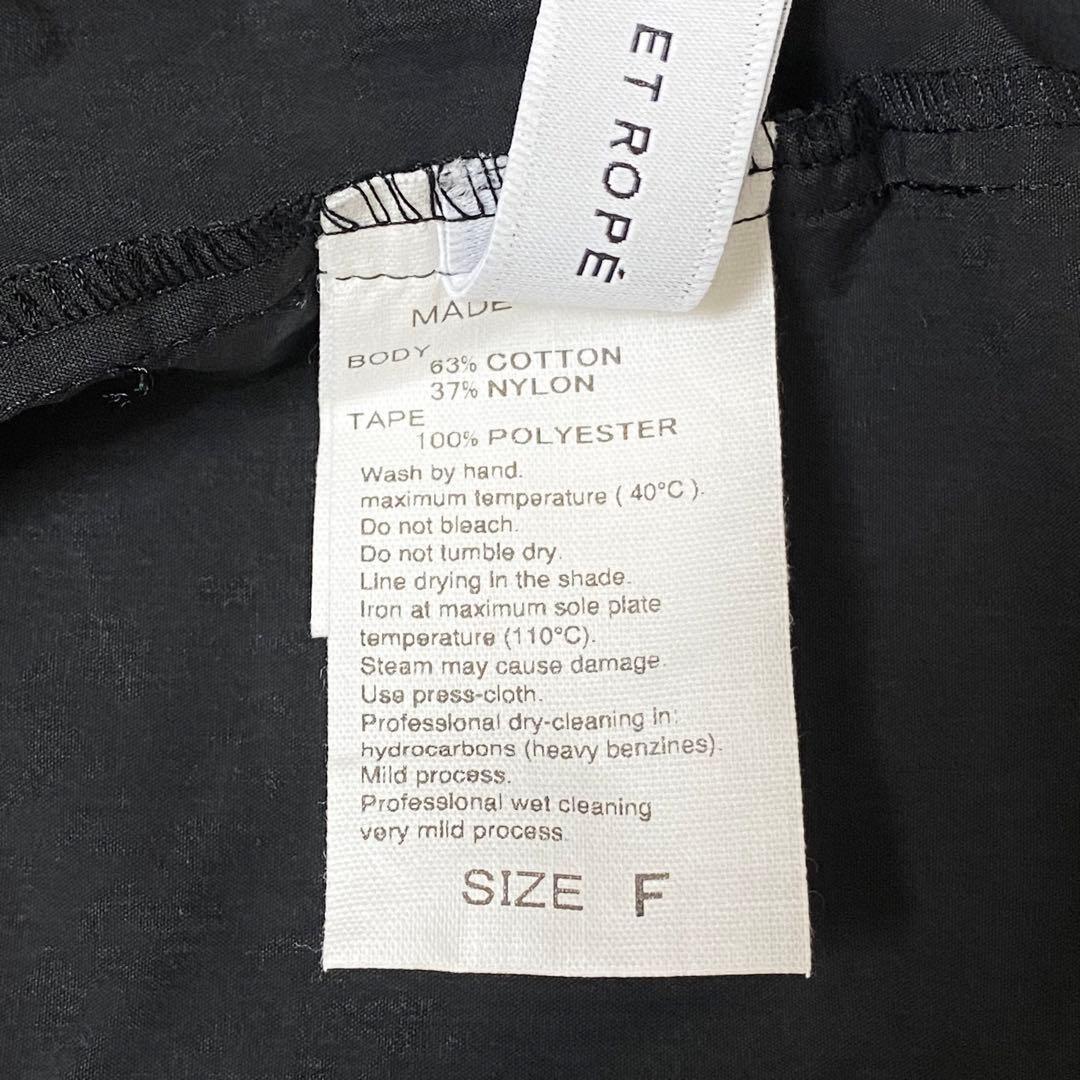 ET ROPÉ
MADE
BODY
63% COTTON
37% NYLON
TAPE
100% POLYESTER
Wash by hand.
maximum temperature ( 40°C ).
Do not bleach.
Do not tumble dry.
Line drying in the shade.
Iron at maximum sole plate
temperature (110°C).
Steam may cause damage.
Use press-cloth.
Professional dry-cleaning in:
hydrocarbons (heavy benzines).
Mild process.
Professional wet cleaning
very mild process.
SIZE F